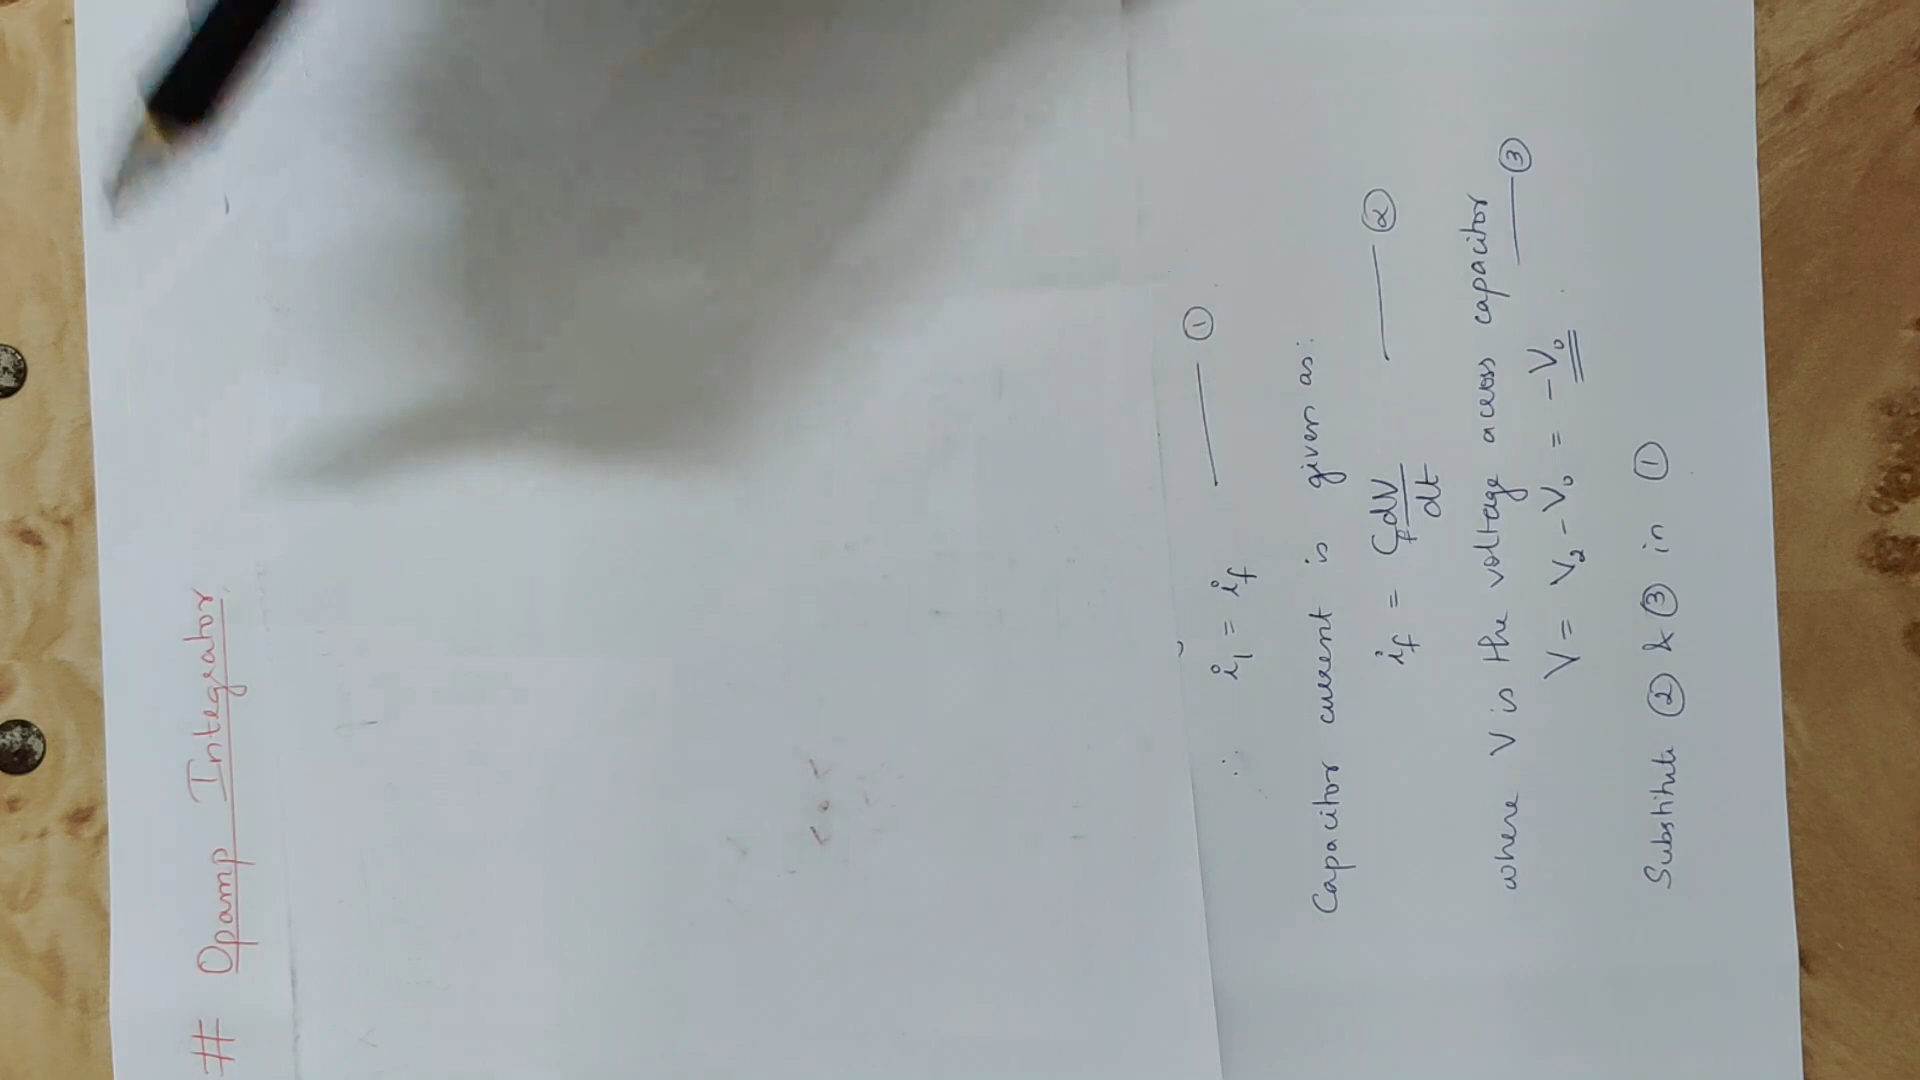 # Opamp Integrator
∴ i₁ = i_f ——— ①
Capacitor current is given as:
i_f = C_f dV/dt ——— ②
where V is the voltage across capacitor
V = V₂ - V₀ = -V₀ ——— ③
Substitute ② & ③ in ①